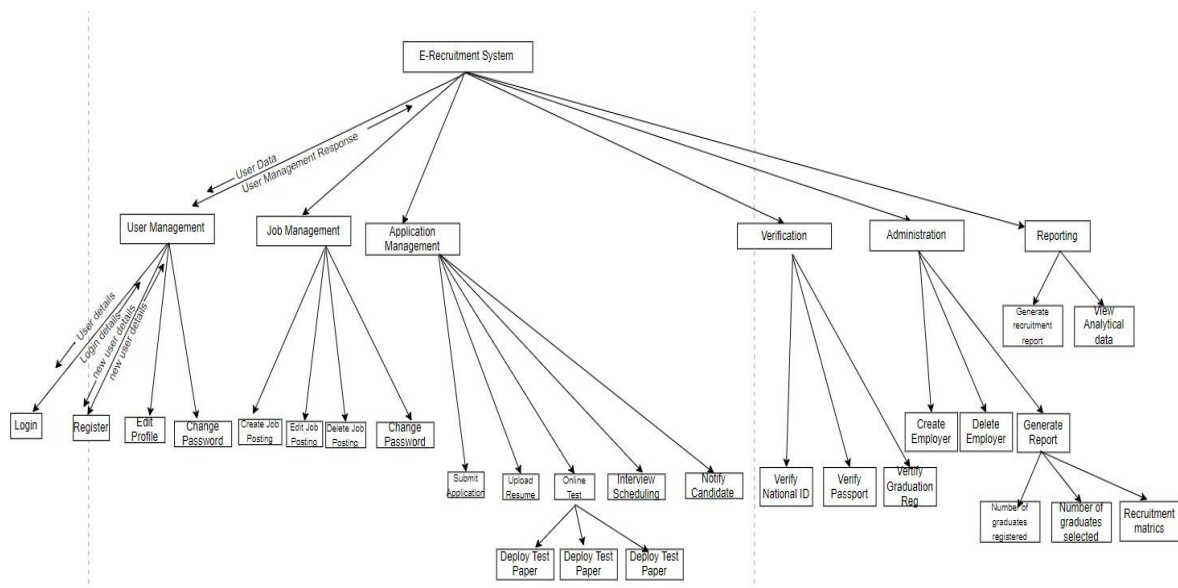 E-Recruitment System
User Data
User Management Response
User Management
Job Management
Application
Management
Verification
Administration
Reporting
User details
Login details
new user details
new user details
Generate
recruitment
report
View
Analytical
data
Login
Register
Edit
Profile
Change
Password
Create Job
Posting
Edit Job
Posting
Delete Job
Posting
Change
Password
Create
Employer
Delete
Employer
Generate
Report
Submit
Application
Upload
Resume
Online
Test
Interview
Scheduling
Notify
Candidate
Verify
National ID
Verify
Passport
Vertify
Graduation
Reg
Number of
graduates
registered
Number of
graduates
selected
Recruitment
matrics
Deploy Test
Paper
Deploy Test
Paper
Deploy Test
Paper